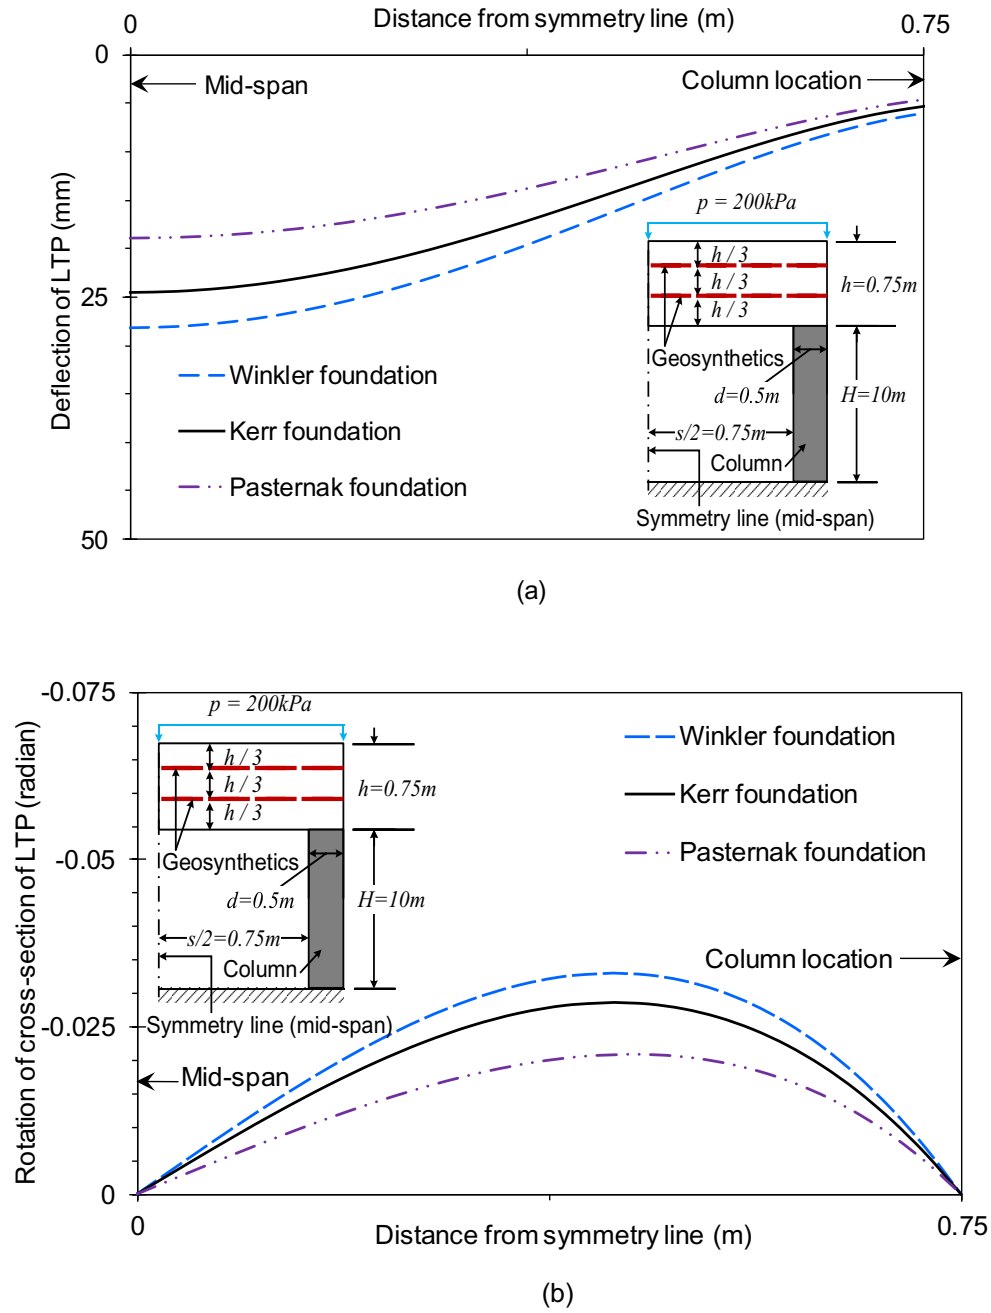 Distance from symmetry line (m)
0
0.75
0
Mid-span
Column location
Deflection of LTP (mm)
25
50
p = 200kPa
h / 3
h / 3
h / 3
h=0.75m
Geosynthetics
d=0.5m
H=10m
s/2=0.75m
Column
Symmetry line (mid-span)
Winkler foundation
Kerr foundation
Pasternak foundation
(a)
-0.075
-0.05
-0.025
0
Rotation of cross-section of LTP (radian)
p = 200kPa
h / 3
h / 3
h / 3
h=0.75m
Geosynthetics
d=0.5m
H=10m
s/2=0.75m
Column
Symmetry line (mid-span)
Winkler foundation
Kerr foundation
Pasternak foundation
Column location
Mid-span
0
0.75
Distance from symmetry line (m)
(b)